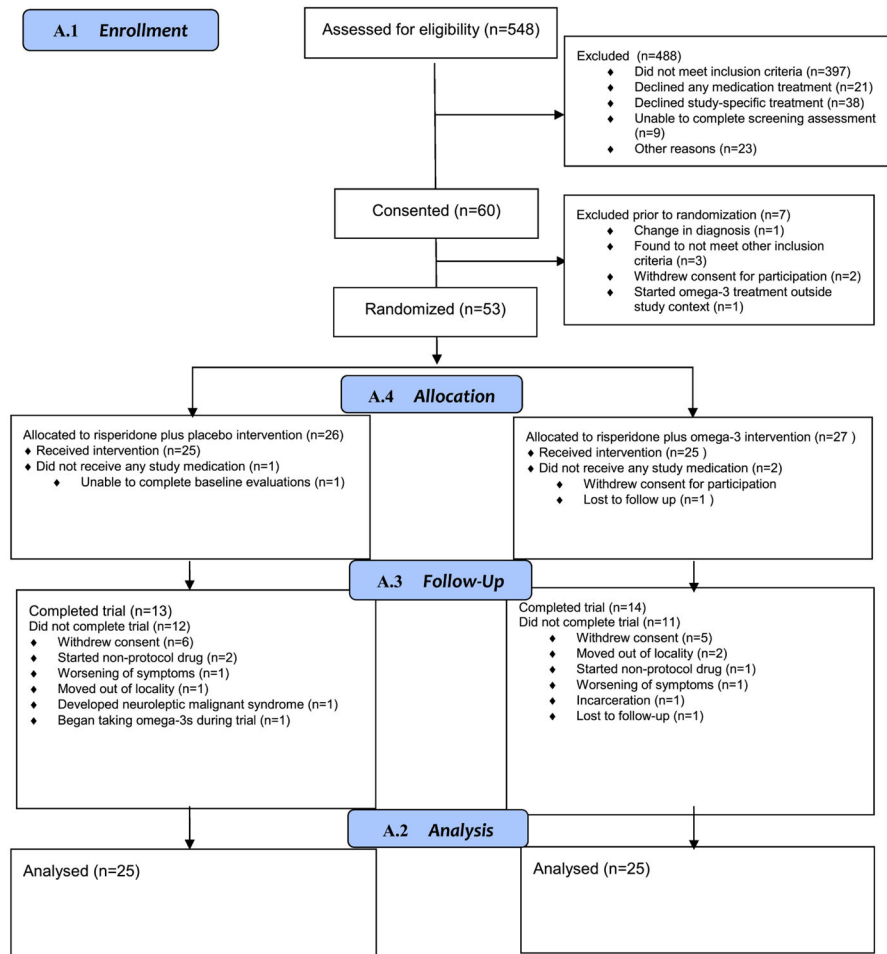 A.1 Enrollment
Assessed for eligibility (n=548)
Excluded (n=488)
♦ Did not meet inclusion criteria (n=397)
♦ Declined any medication treatment (n=21)
♦ Declined study-specific treatment (n=38)
♦ Unable to complete screening assessment
(n=9)
♦ Other reasons (n=23)
Consented (n=60)
Excluded prior to randomization (n=7)
♦ Change in diagnosis (n=1)
♦ Found to not meet other inclusion
criteria (n=3)
♦ Withdrew consent for participation (n=2)
♦ Started omega-3 treatment outside
study context (n=1)
Randomized (n=53)
A.4 Allocation
Allocated to risperidone plus placebo intervention (n=26)
♦ Received intervention (n=25)
♦ Did not receive any study medication (n=1)
♦ Unable to complete baseline evaluations (n=1)
Allocated to risperidone plus omega-3 intervention (n=27 )
♦ Received intervention (n=25 )
♦ Did not receive any study medication (n=2)
♦ Withdrew consent for participation
♦ Lost to follow up (n=1 )
A.3 Follow-Up
Completed trial (n=13)
Did not complete trial (n=12)
♦ Withdrew consent (n=6)
♦ Started non-protocol drug (n=2)
♦ Worsening of symptoms (n=1)
♦ Moved out of locality (n=1)
♦ Developed neuroleptic malignant syndrome (n=1)
♦ Began taking omega-3s during trial (n=1)
Completed trial (n=14)
Did not complete trial (n=11)
♦ Withdrew consent (n=5)
♦ Moved out of locality (n=2)
♦ Started non-protocol drug (n=1)
♦ Worsening of symptoms (n=1)
♦ Incarceration (n=1)
♦ Lost to follow-up (n=1)
A.2 Analysis
Analysed (n=25)
Analysed (n=25)